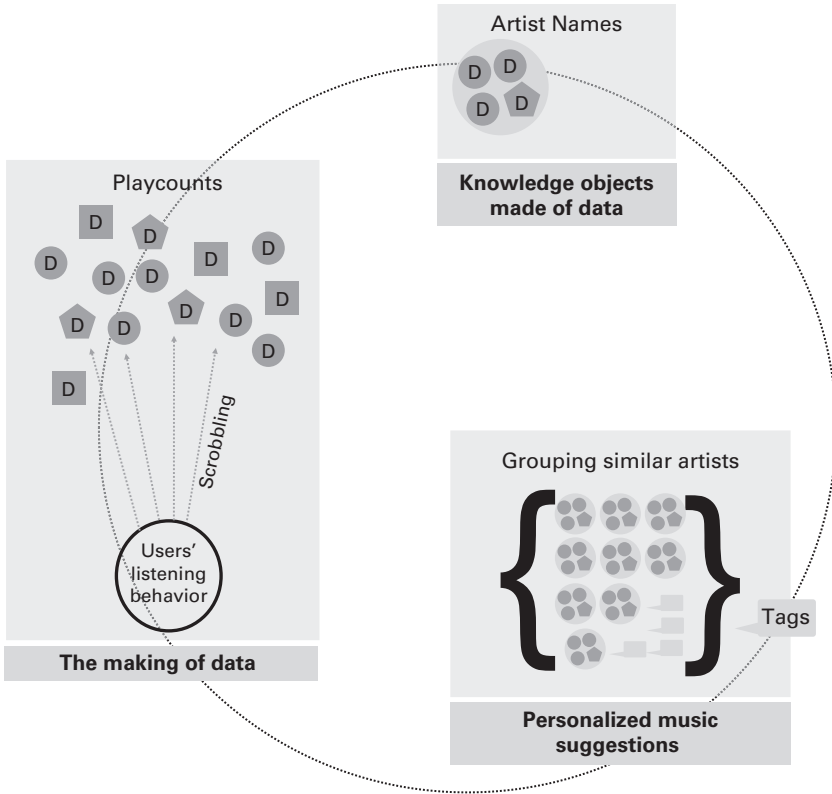 Playcounts
D
D
D
D
D
D
D
D
D
D
D
D
D
D
Scrobbling
Users'
listening
behavior
The making of data
Artist Names
D
D
D
D
Knowledge objects
made of data
Grouping similar artists
{
}
Tags
Personalized music
suggestions